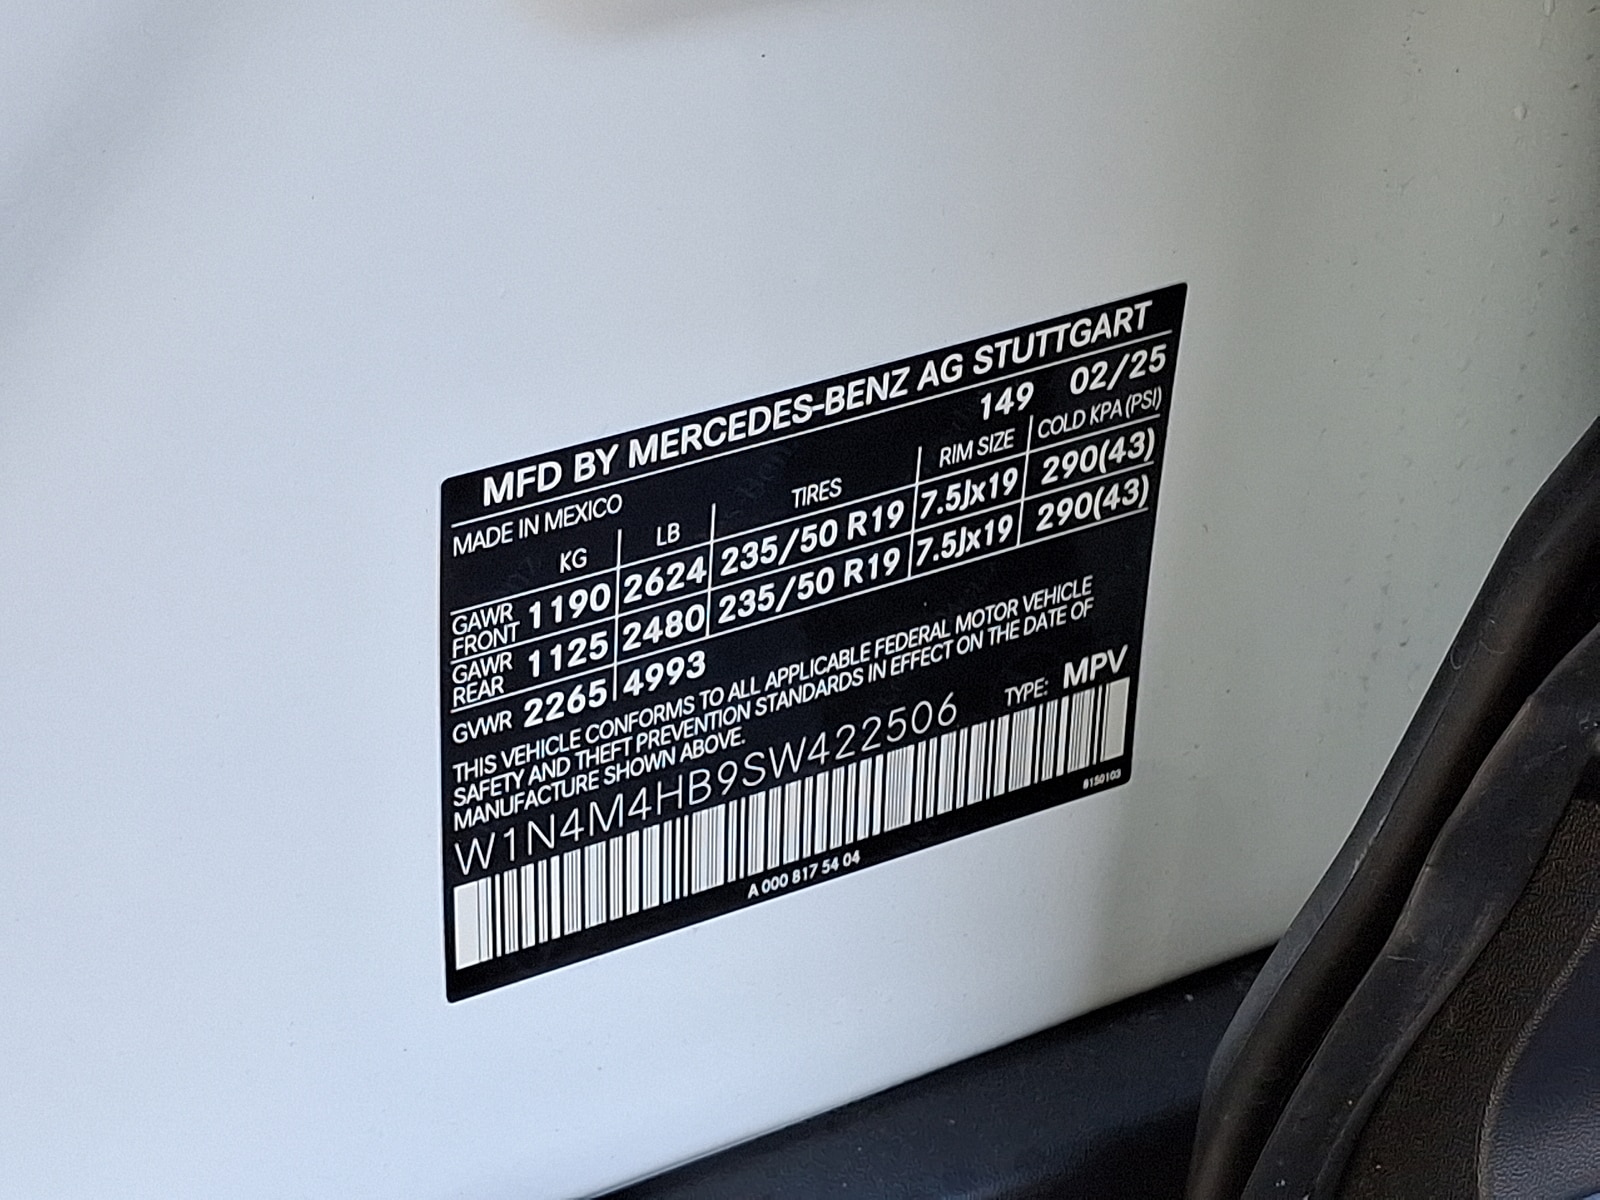 MFD BY MERCEDES-BENZ AG STUTTGART
MADE IN MEXICO 149 02/25
KG LB TIRES RIM SIZE COLD KPA (PSI)
GAWR FRONT 1190 2624 235/50 R19 7.5Jx19 290(43)
GAWR REAR 1125 2480 235/50 R19 7.5Jx19 290(43)
GVWR 2265 4993
THIS VEHICLE CONFORMS TO ALL APPLICABLE FEDERAL MOTOR VEHICLE
SAFETY AND THEFT PREVENTION STANDARDS IN EFFECT ON THE DATE OF
MANUFACTURE SHOWN ABOVE.
W1N4M4HB9SW422506 TYPE: MPV
A 000 817 54 04